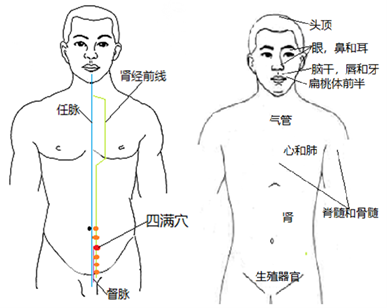 肾经前线
任脉
四满穴
督脉
头顶
眼，鼻和耳
脑干，唇和牙
扁桃体前半
气管
心和肺
脊髓和骨髓
肾
生殖器官